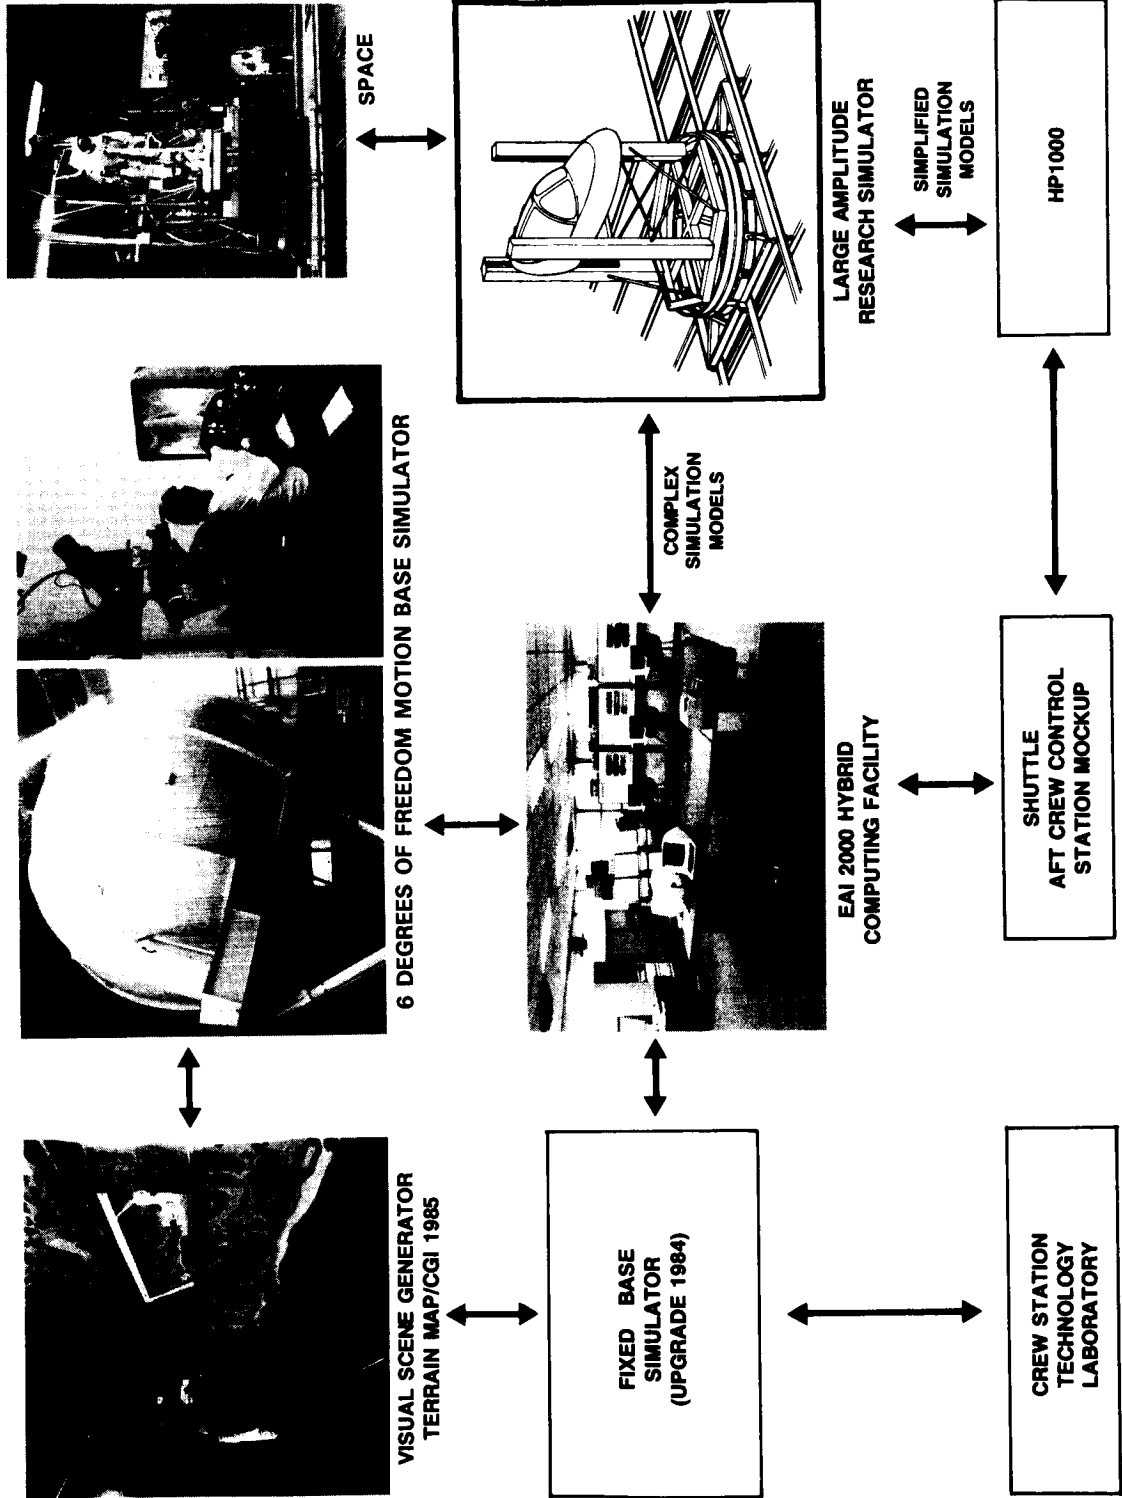 VISUAL SCENE GENERATOR
TERRAIN MAP/CGI 1985
6 DEGREES OF FREEDOM MOTION BASE SIMULATOR
SPACE
FIXED BASE
SIMULATOR
(UPGRADE 1984)
EAI 2000 HYBRID
COMPUTING FACILITY
COMPLEX
SIMULATION
MODELS
LARGE AMPLITUDE
RESEARCH SIMULATOR
SIMPLIFIED
SIMULATION
MODELS
CREW STATION
TECHNOLOGY
LABORATORY
SHUTTLE
AFT CREW CONTROL
STATION MOCKUP
HP1000